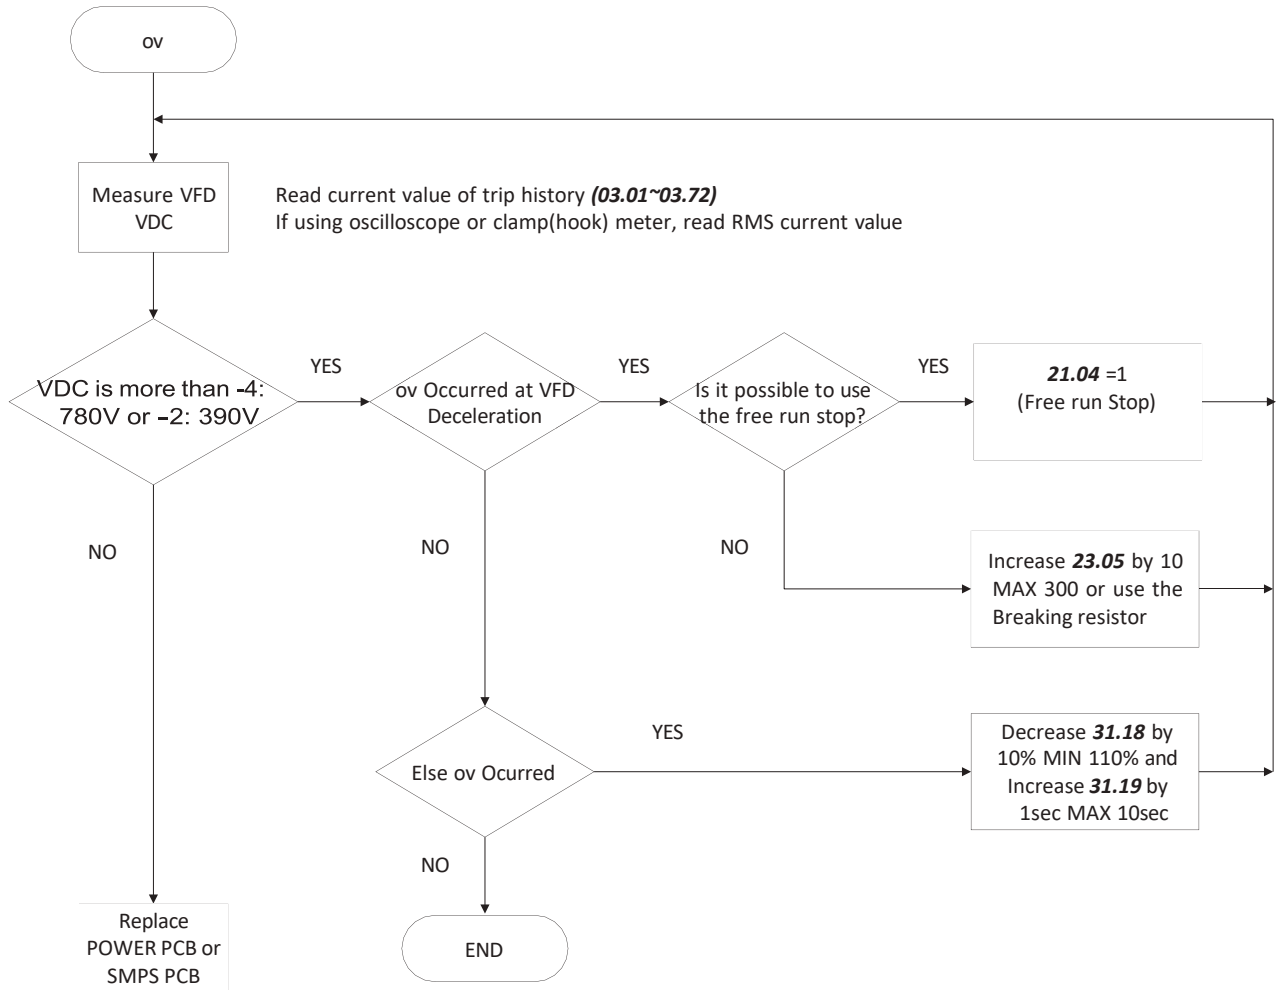 ov
Measure VFD
VDC
Read current value of trip history (03.01~03.72)
If using oscilloscope or clamp(hook) meter, read RMS current value
VDC is more than -4:
780V or –2: 390V
YES
ov Occurred at VFD
Deceleration
YES
Is it possible to use
the free run stop?
YES
21.04 =1
(Free run Stop)
NO
NO
NO
Increase 23.05 by 10
MAX 300 or use the
Breaking resistor
Else ov Ocurred
YES
Decrease 31.18 by
10% MIN 110% and
Increase 31.19 by
1sec MAX 10sec
NO
Replace
POWER PCB or
SMPS PCB
END